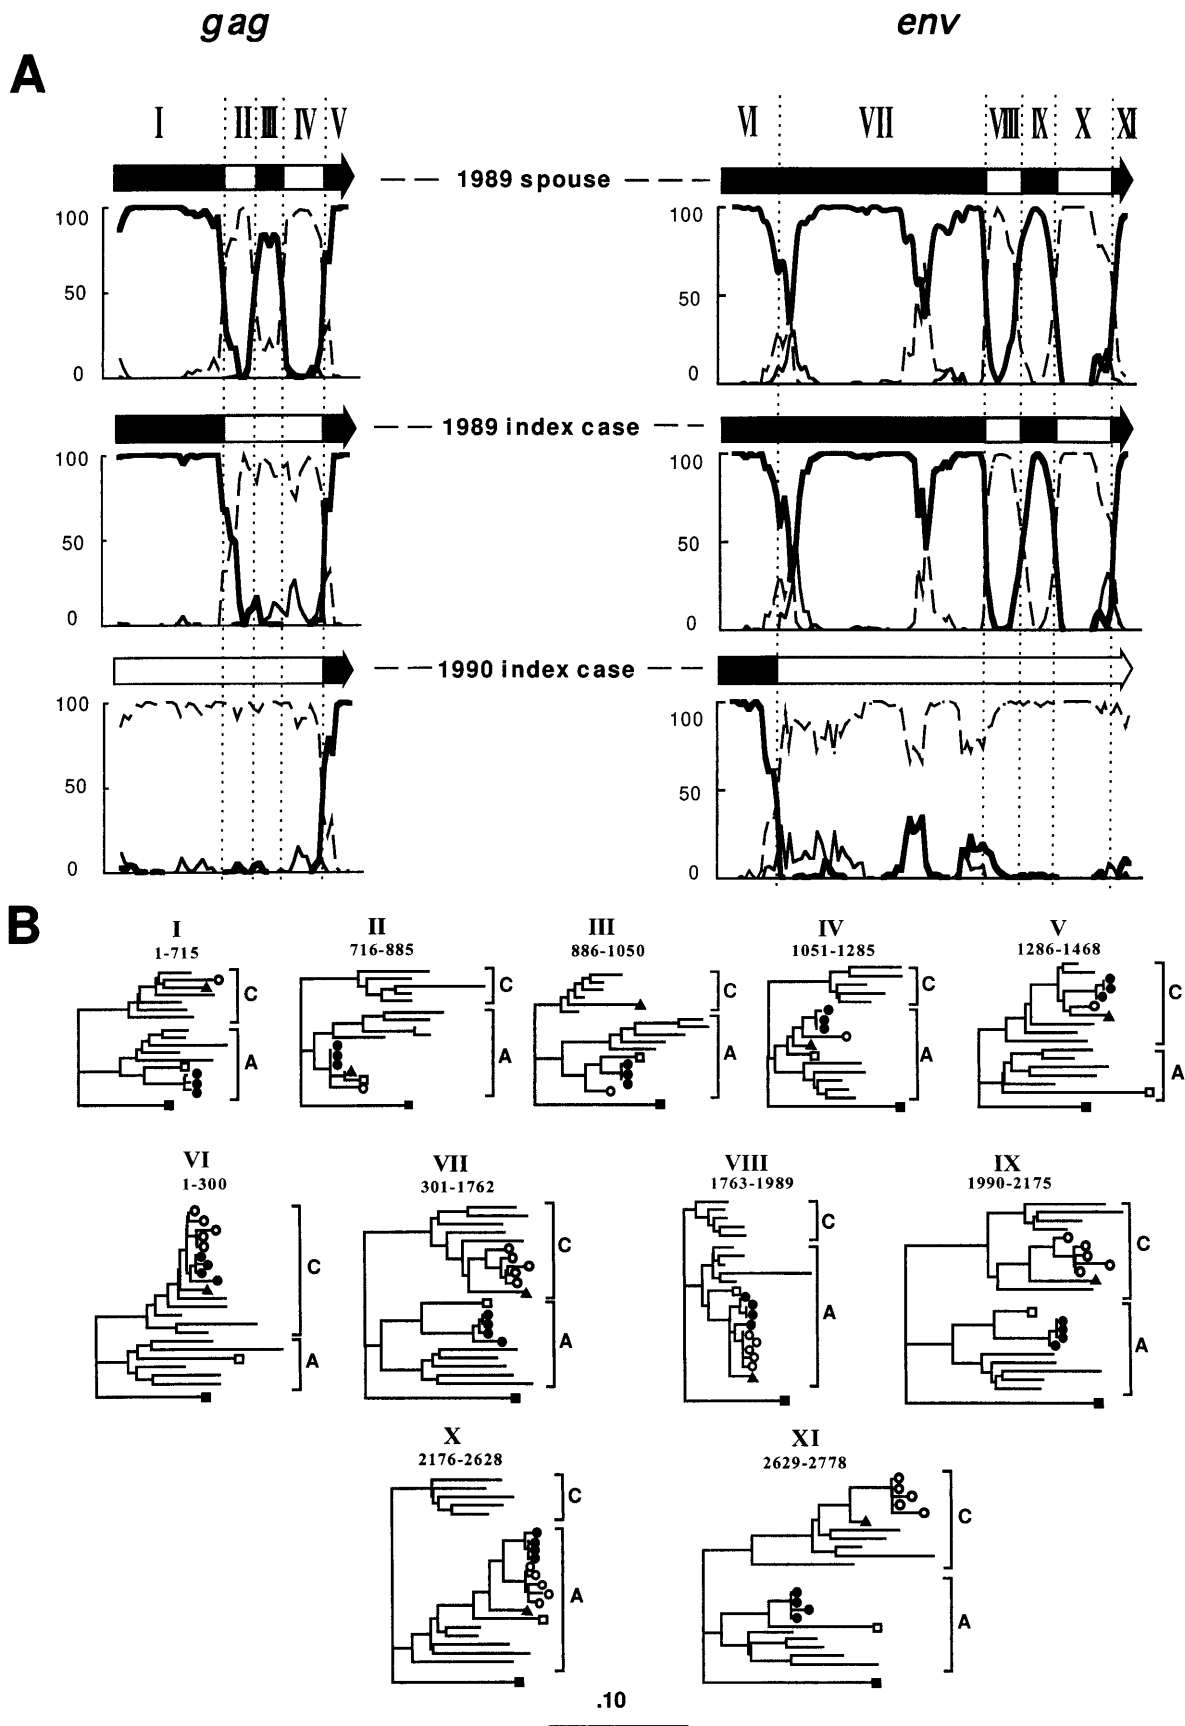 gag env
A
I II III IV V VI VII VIII IX X XI
1989 spouse
100 100
50 50
0 0
1989 index case
100 100
50 50
0 0
1990 index case
100 100
50 50
0 0
B
I II III IV V
1-715 716-885 886-1050 1051-1285 1286-1468
C C C C C
A A A A A
VI VII VIII IX
1-300 301-1762 1763-1989 1990-2175
C C C C
A A A A
X XI
2176-2628 2629-2778
C C
A A
.10